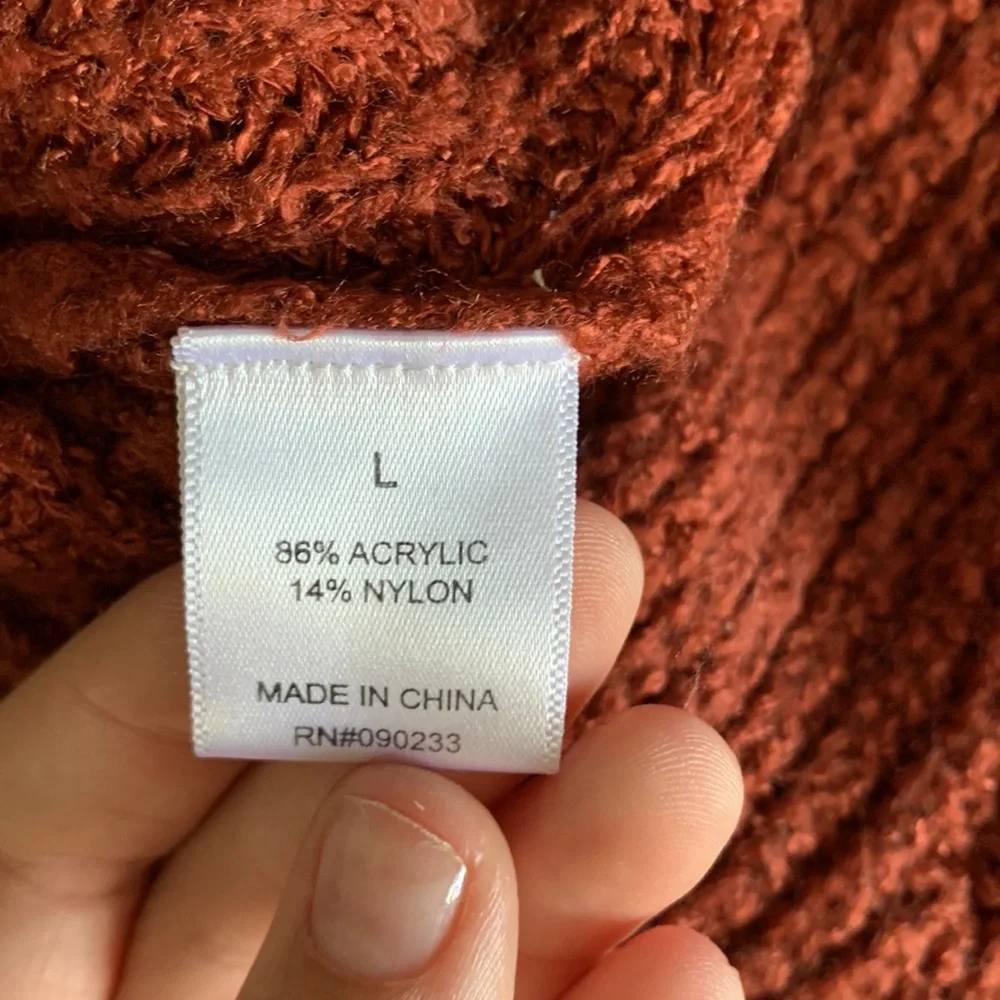 L
86% ACRYLIC
14% NYLON
MADE IN CHINA
RN#090233